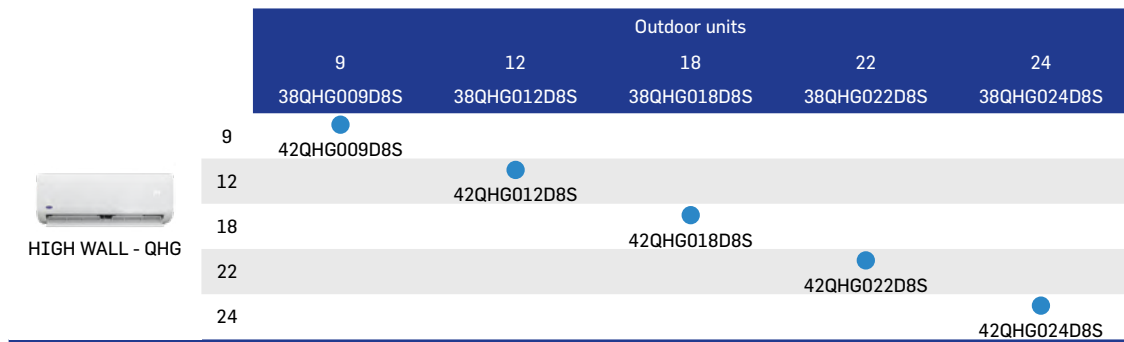 Outdoor units
9 12 18 22 24
38QHG009D8S 38QHG012D8S 38QHG018D8S 38QHG022D8S 38QHG024D8S
9
42QHG009D8S
12
42QHG012D8S
18
42QHG018D8S
HIGH WALL - QHG
22
42QHG022D8S
24
42QHG024D8S